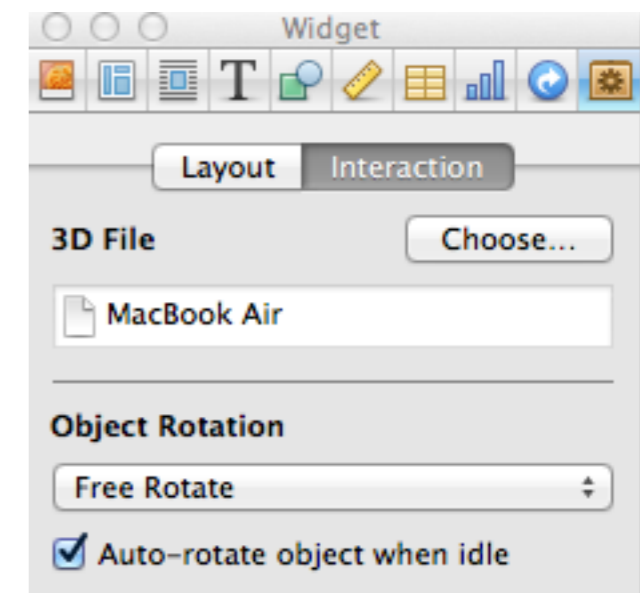 Widget
T
Layout Interaction
3D File Choose...
MacBook Air
Object Rotation
Free Rotate
Auto-rotate object when idle